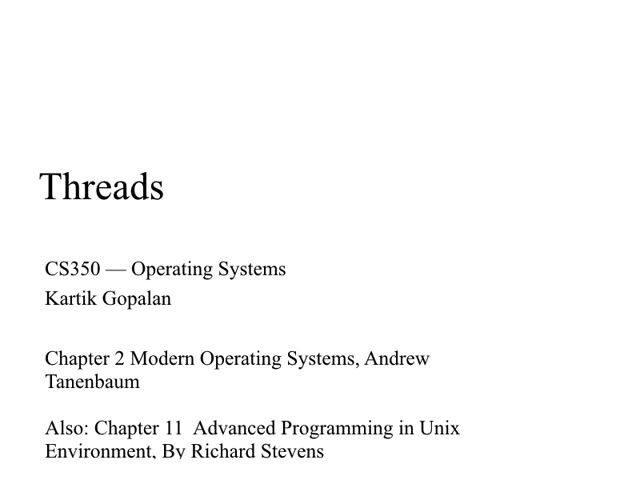 Threads
CS350 — Operating Systems
Kartik Gopalan
Chapter 2 Modern Operating Systems, Andrew
Tanenbaum
Also: Chapter 11  Advanced Programming in Unix
Environment, By Richard Stevens